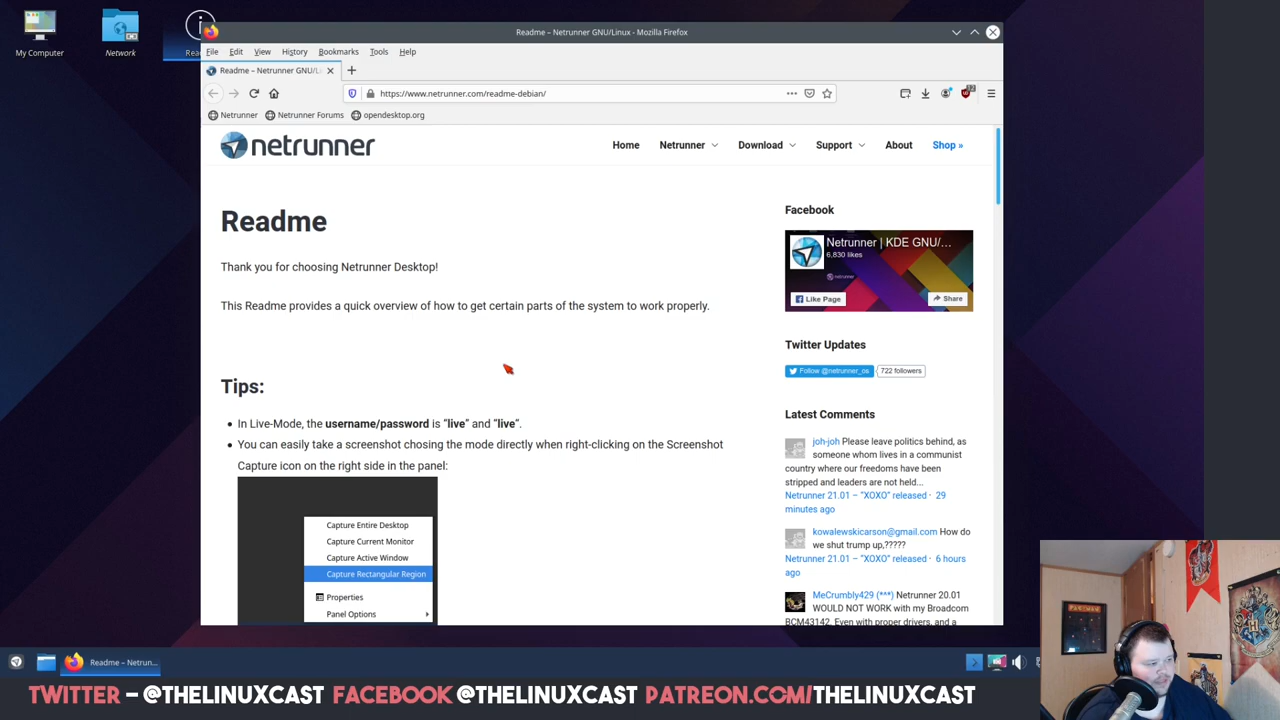 My Computer
Network
Rea
Readme – Netrunner GNU/Linux - Mozilla Firefox
File Edit View History Bookmarks Tools Help
Readme – Netrunner GNU/L
https://www.netrunner.com/readme-debian/
12
Netrunner Netrunner Forums opendesktop.org
netrunner
Home Netrunner Download Support About Shop »
Readme
Thank you for choosing Netrunner Desktop!
This Readme provides a quick overview of how to get certain parts of the system to work properly.
Tips:
In Live-Mode, the username/password is “live” and “live”.
You can easily take a screenshot chosing the mode directly when right-clicking on the Screenshot
Capture icon on the right side in the panel:
Capture Entire Desktop
Capture Current Monitor
Capture Active Window
Capture Rectangular Region
Properties
Panel Options
Facebook
Netrunner | KDE GNU/...
6,830 likes
netrunner
Like Page Share
Twitter Updates
Follow @netrunner_os 722 followers
Latest Comments
joh-joh Please leave politics behind, as
someone whom lives in a communist
country where our freedoms have been
stripped and leaders are not held...
Netrunner 21.01 – “XOXO” released · 29
minutes ago
kowalewskicarson@gmail.com How do
we shut trump up,?????
Netrunner 21.01 – “XOXO” released · 6 hours
ago
MeCrumbly429 (***) Netrunner 20.01
WOULD NOT WORK with my Broadcom
BCM43142. Even with proper drivers, and a
Readme – Netrun...
TWITTER – @THELINUXCAST FACEBOOK @THELINUXCAST PATREON.COM/THELINUXCAST